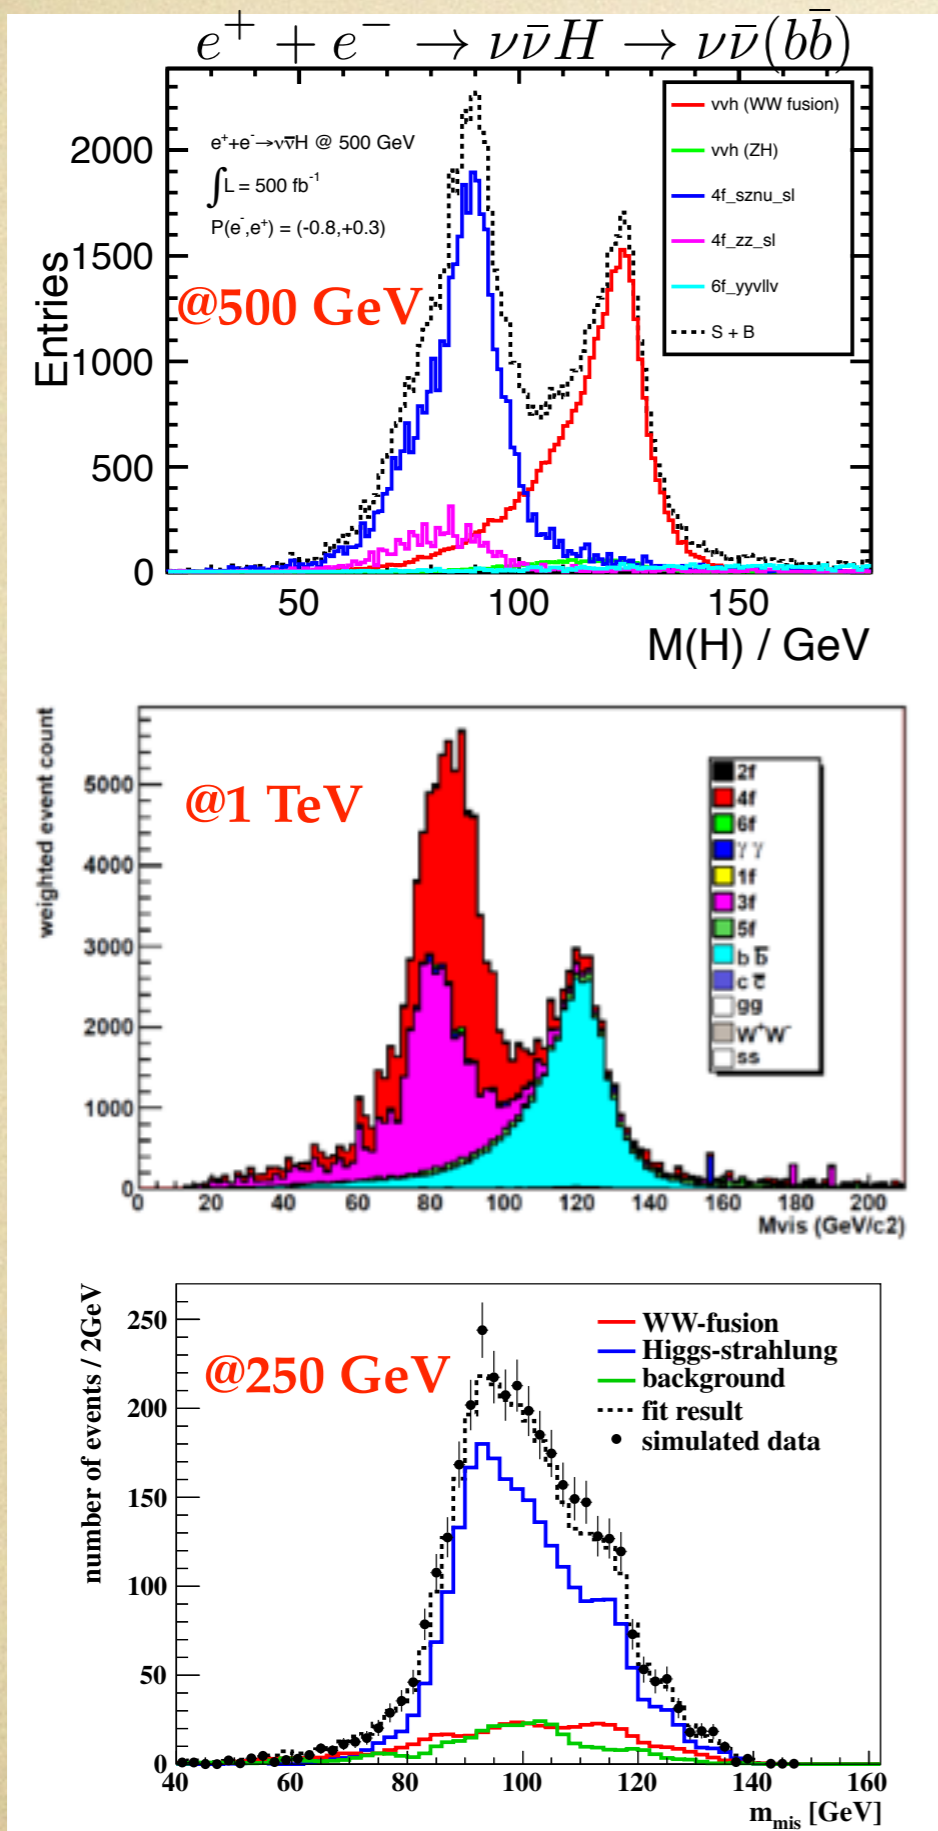 e⁺ + e⁻ → νν̄H → νν̄(bb̄)
2000
1500
1000
500
0
Entries
e⁺e⁻→νν̄H @ 500 GeV
∫L = 500 fb⁻¹
P(e⁻,e⁺) = (-0.8,+0.3)
@500 GeV
vvh (WW fusion)
vvh (ZH)
4f_sznu_sl
4f_zz_sl
6f_yyvllv
S + B
50 100 150
M(H) / GeV
weighted event count
5000
4000
3000
2000
1000
0
@1 TeV
2f
4f
6f
γ γ
1f
3f
5f
b b̄
c c̄
gg
W⁺W⁻
ss
0 20 40 60 80 100 120 140 160 180 200
Mvis (GeV/c2)
number of events / 2GeV
250
200
150
100
50
0
@250 GeV
WW-fusion
Higgs-strahlung
background
fit result
simulated data
40 60 80 100 120 140 160
m_mis [GeV]